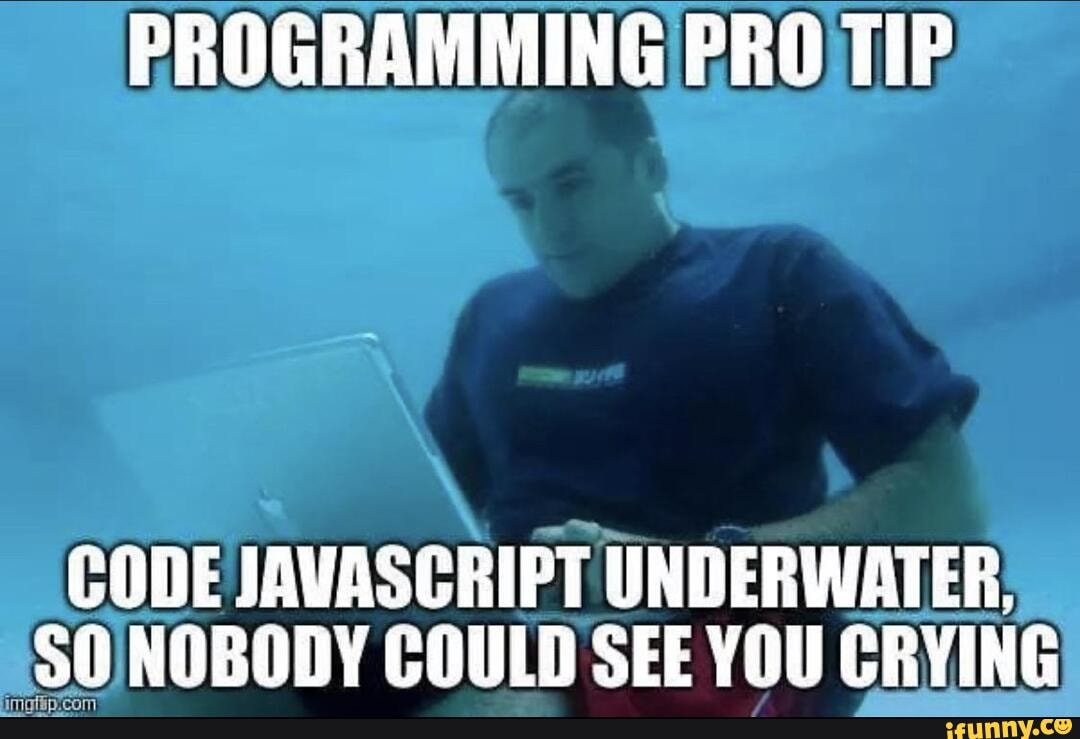 PROGRAMMING PRO TIP
CODE JAVASCRIPT UNDERWATER,
SO NOBODY COULD SEE YOU CRYING
imgflip.com
ifunny.co